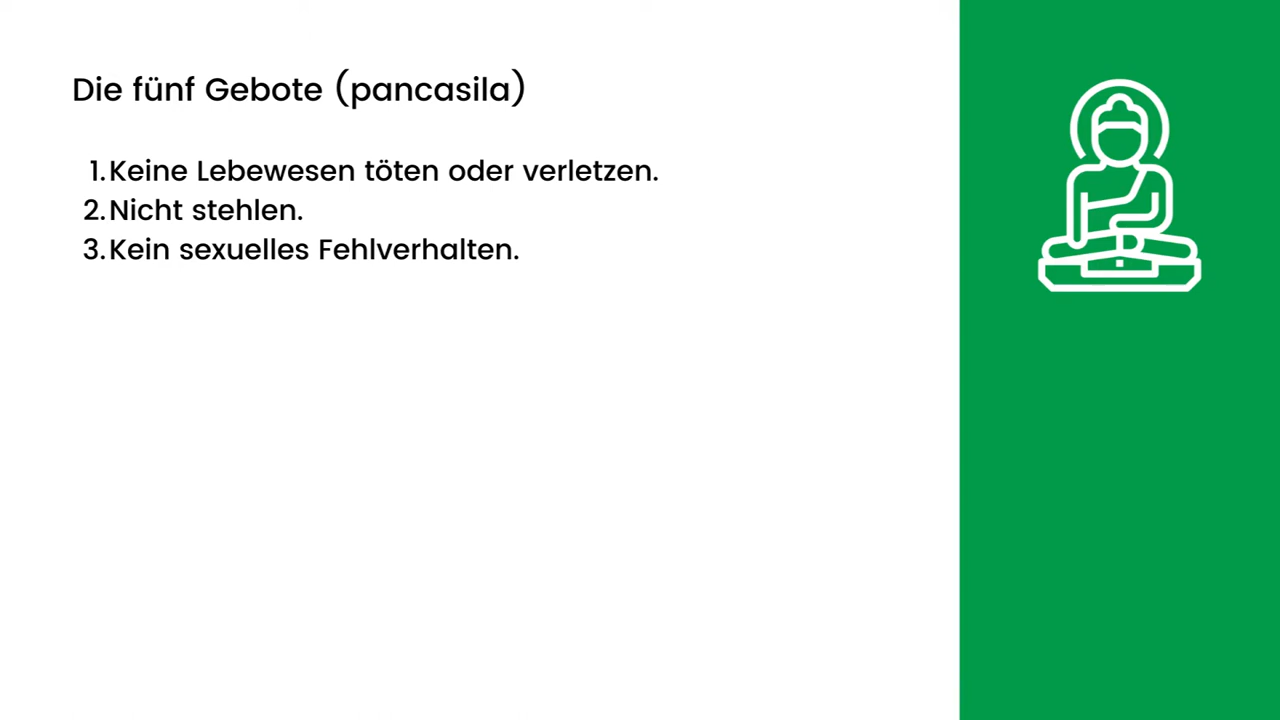 Die fünf Gebote (pancasila)
1. Keine Lebewesen töten oder verletzen.
2. Nicht stehlen.
3. Kein sexuelles Fehlverhalten.